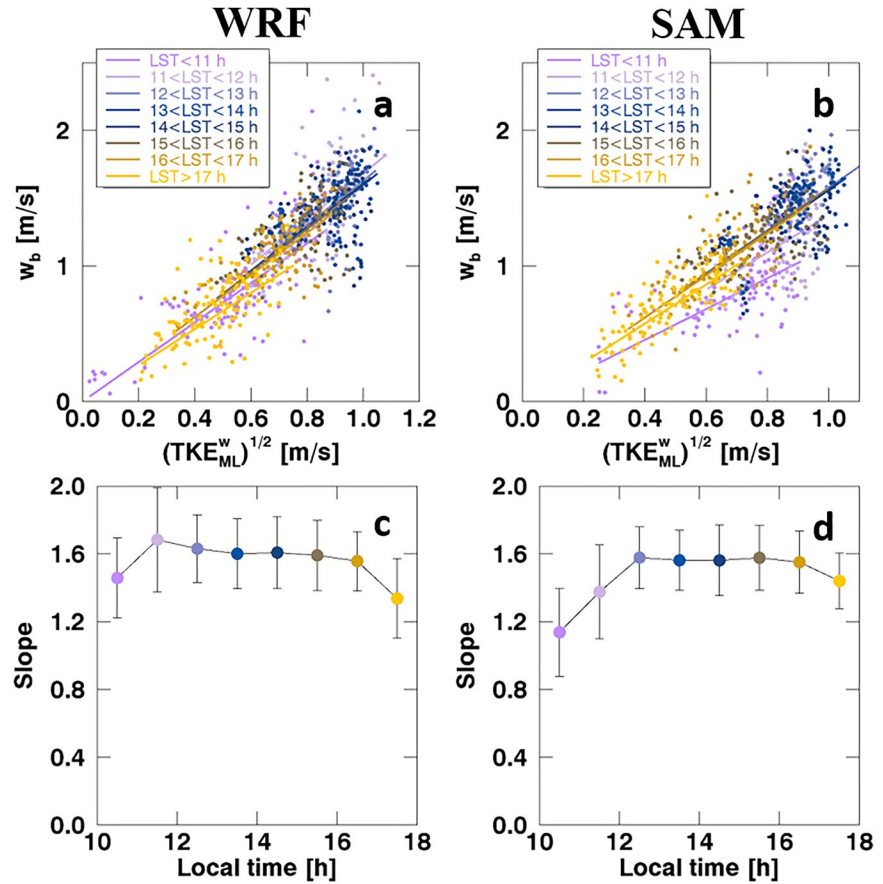 WRF
SAM
LST<11 h
11<LST<12 h
12<LST<13 h
13<LST<14 h
14<LST<15 h
15<LST<16 h
16<LST<17 h
LST>17 h
a
2
1
0
w_b [m/s]
0.0 0.2 0.4 0.6 0.8 1.0 1.2
(TKE^w_ML)^1/2 [m/s]
LST<11 h
11<LST<12 h
12<LST<13 h
13<LST<14 h
14<LST<15 h
15<LST<16 h
16<LST<17 h
LST>17 h
b
2
1
0
w_b [m/s]
0.2 0.4 0.6 0.8 1.0
(TKE^w_ML)^1/2 [m/s]
c
2.0
1.6
1.2
0.8
0.4
0.0
Slope
10 12 14 16 18
Local time [h]
d
2.0
1.6
1.2
0.8
0.4
0.0
Slope
10 12 14 16 18
Local time [h]